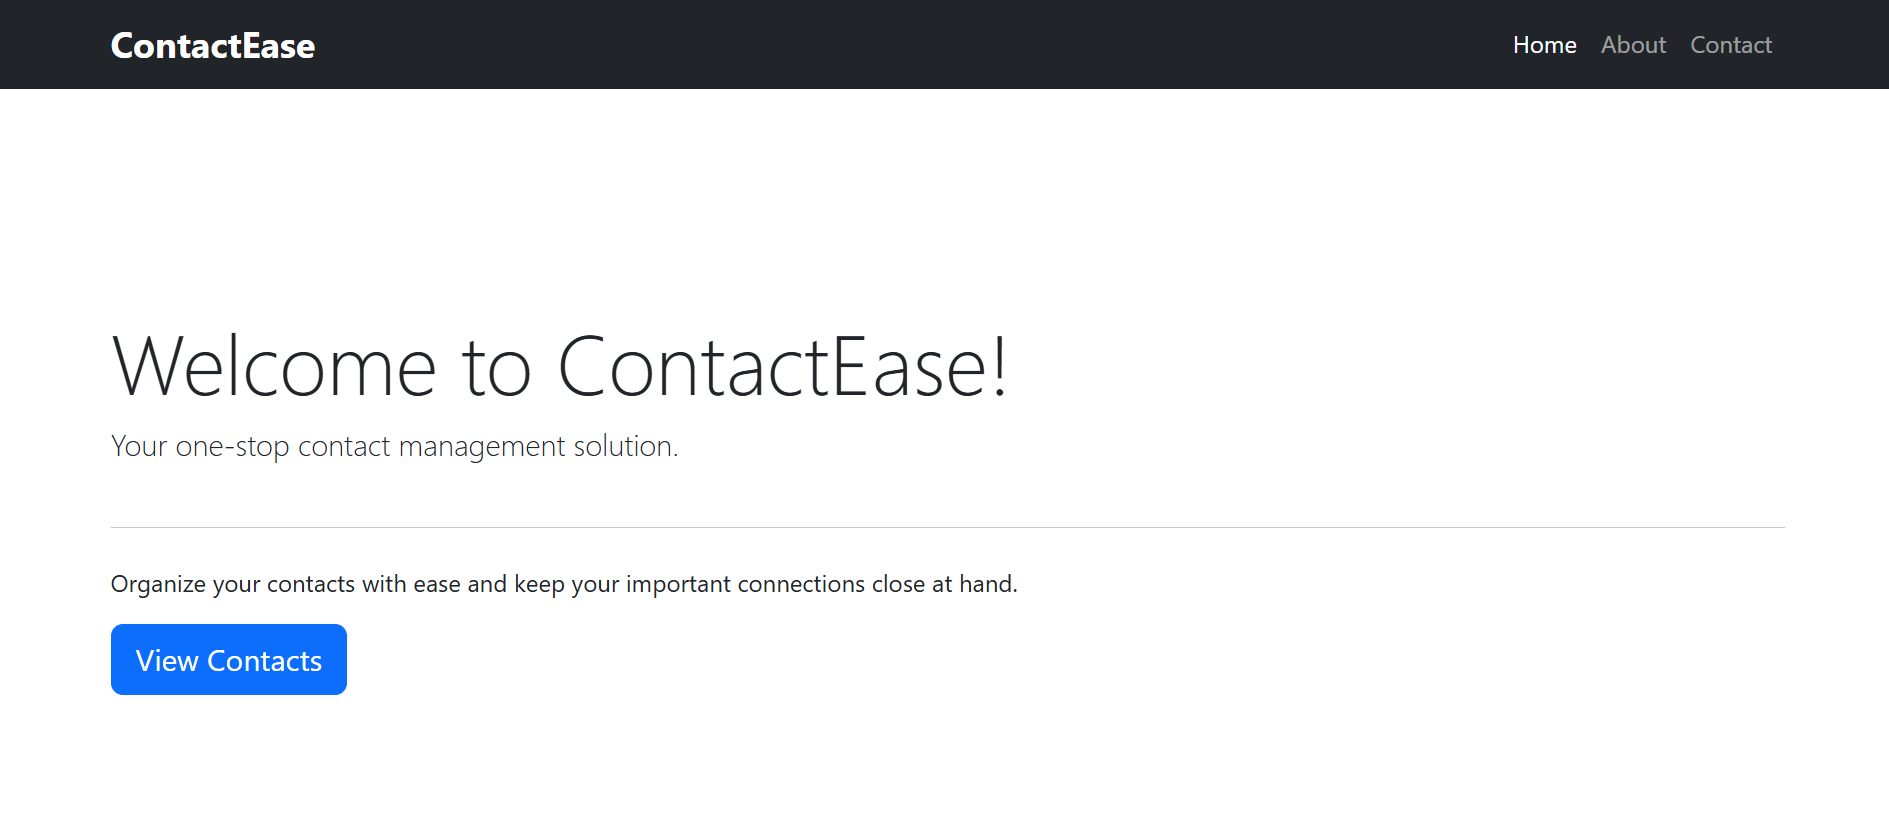 ContactEase
Home About Contact
Welcome to ContactEase!
Your one-stop contact management solution.
Organize your contacts with ease and keep your important connections close at hand.
View Contacts